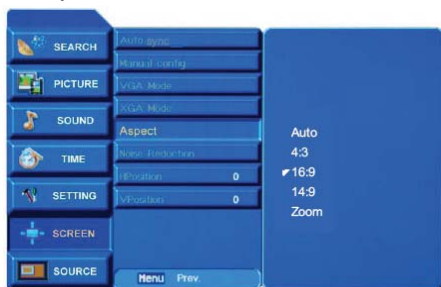 SEARCH
PICTURE
SOUND
TIME
SETTING
SCREEN
SOURCE
Auto sync
Manual config
VGA Mode
XGA Mode
Aspect
Noise Reduction
HPosition 0
VPosition 0
Menu Prev.
Auto
4:3
16:9
14:9
Zoom